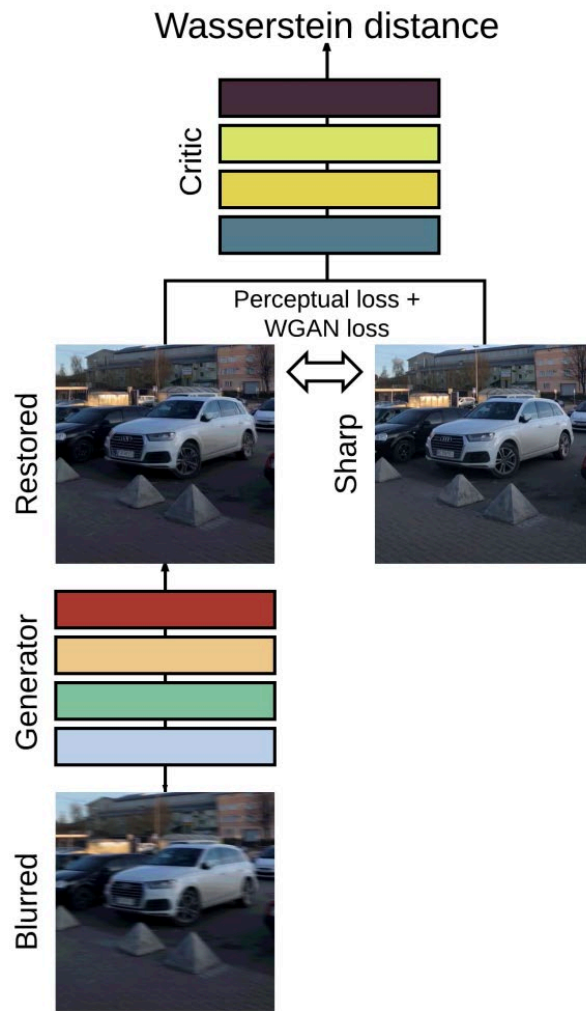 Wasserstein distance
Critic
Perceptual loss +
WGAN loss
Restored
Sharp
Generator
Blurred